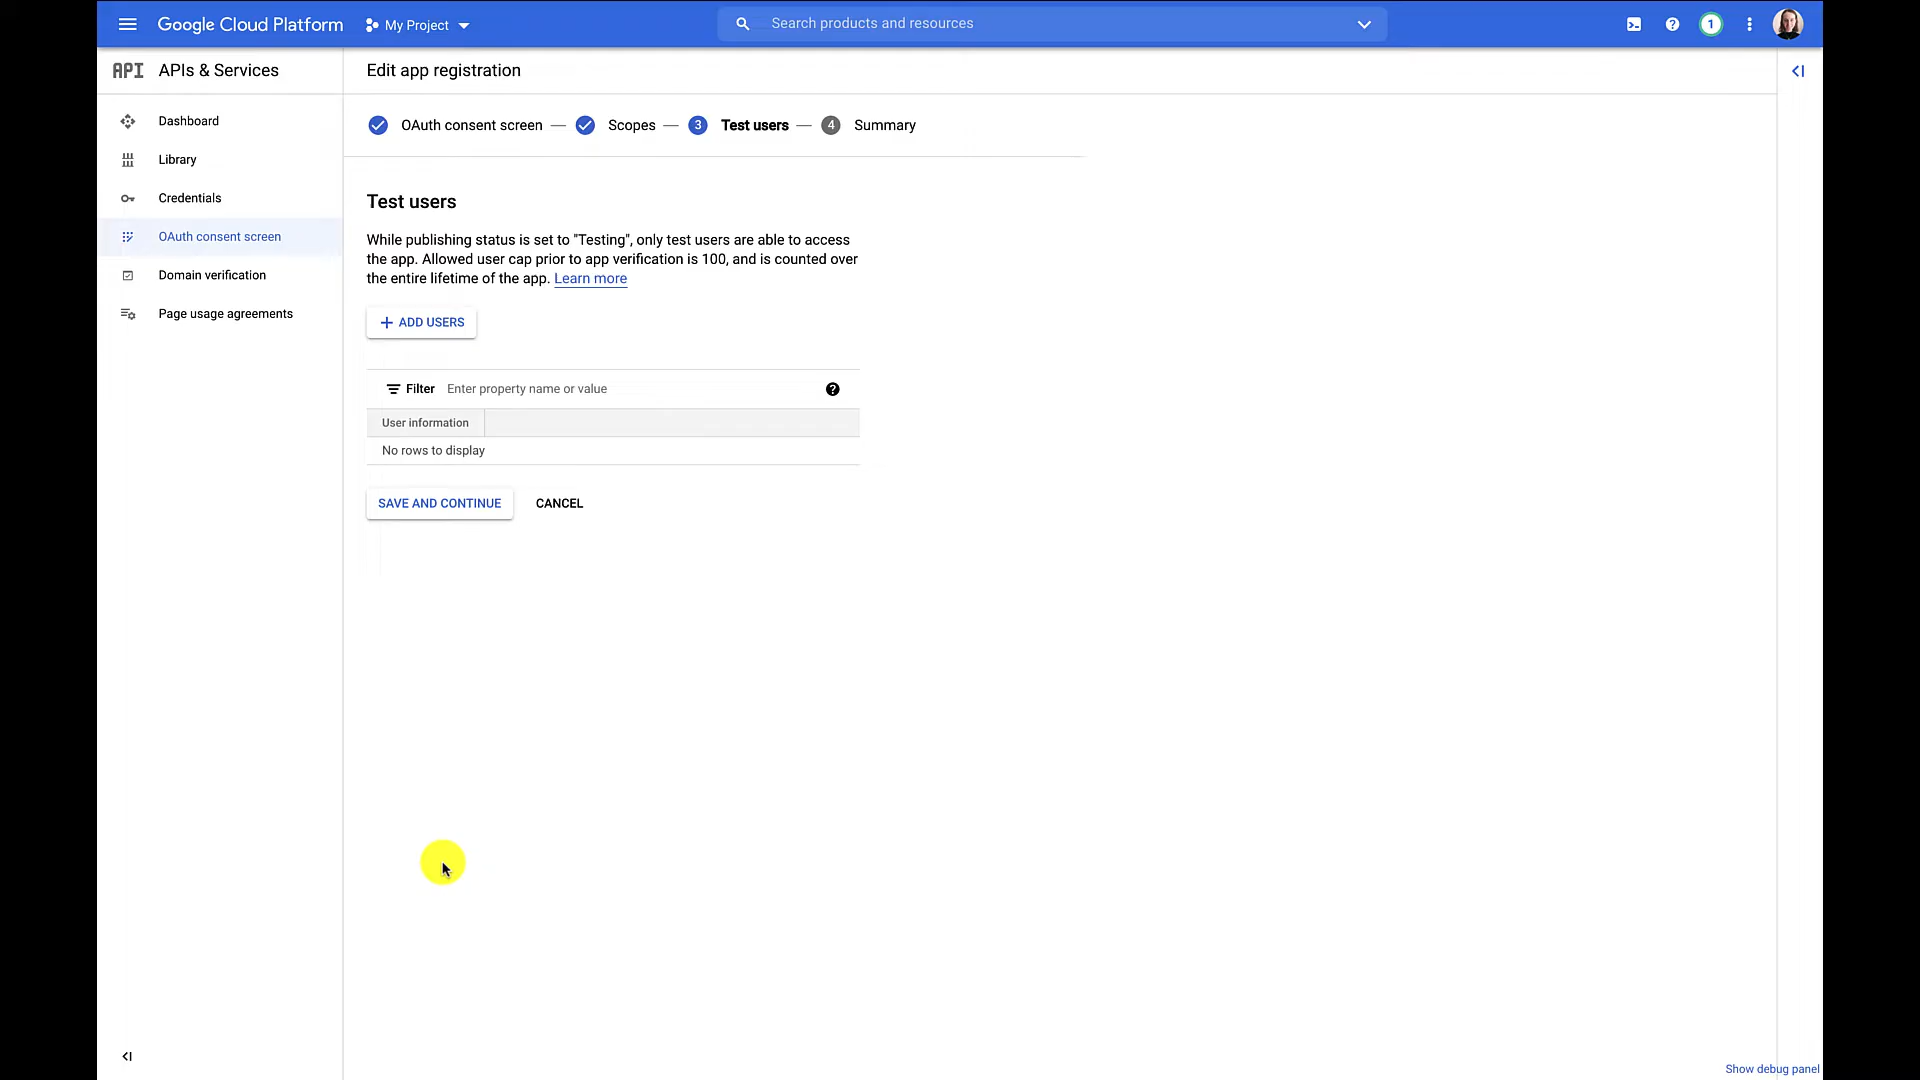 Google Cloud Platform
My Project
Search products and resources
1
API APIs & Services
Edit app registration
Dashboard
Library
Credentials
OAuth consent screen
Domain verification
Page usage agreements
OAuth consent screen — Scopes — 3 Test users — 4 Summary
Test users
While publishing status is set to "Testing", only test users are able to access
the app. Allowed user cap prior to app verification is 100, and is counted over
the entire lifetime of the app. Learn more
+ ADD USERS
Filter Enter property name or value ?
User information
No rows to display
SAVE AND CONTINUE CANCEL
Show debug panel